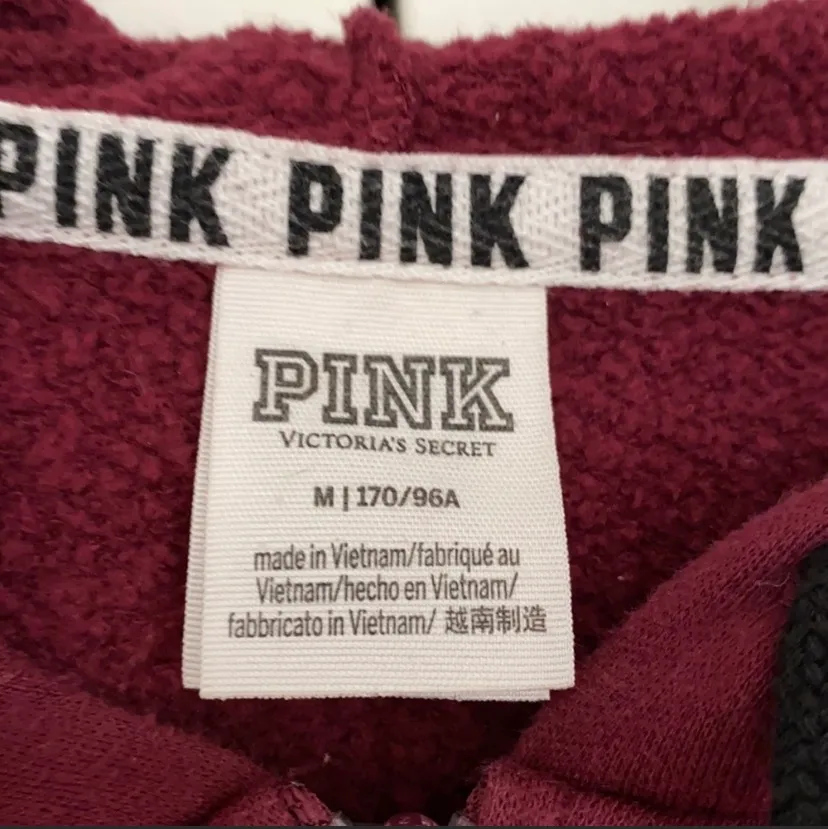 PINK PINK PINK
PINK
VICTORIA'S SECRET
M | 170/96A
made in Vietnam/fabriqué au
Vietnam/hecho en Vietnam/
fabbricato in Vietnam/ 越南制造